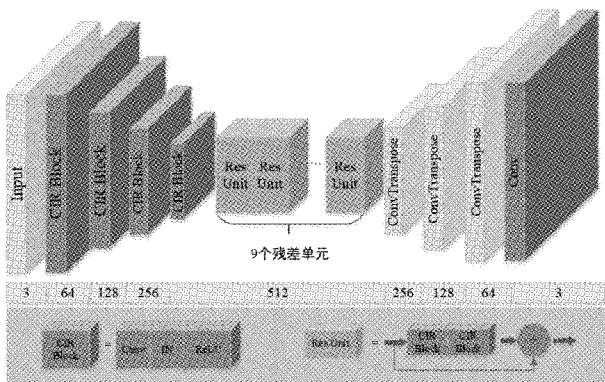 Input
CIR Block
CIR Block
CIR Block
CIR Block
Res Unit
Res Unit
...
Res Unit
ConvTranspose
ConvTranspose
ConvTranspose
Conv
9个残差单元
3 64 128 256 512 256 128 64 3
CIR Block = Conv IN ReLU
Res Unit = CIR Block CIR Block +